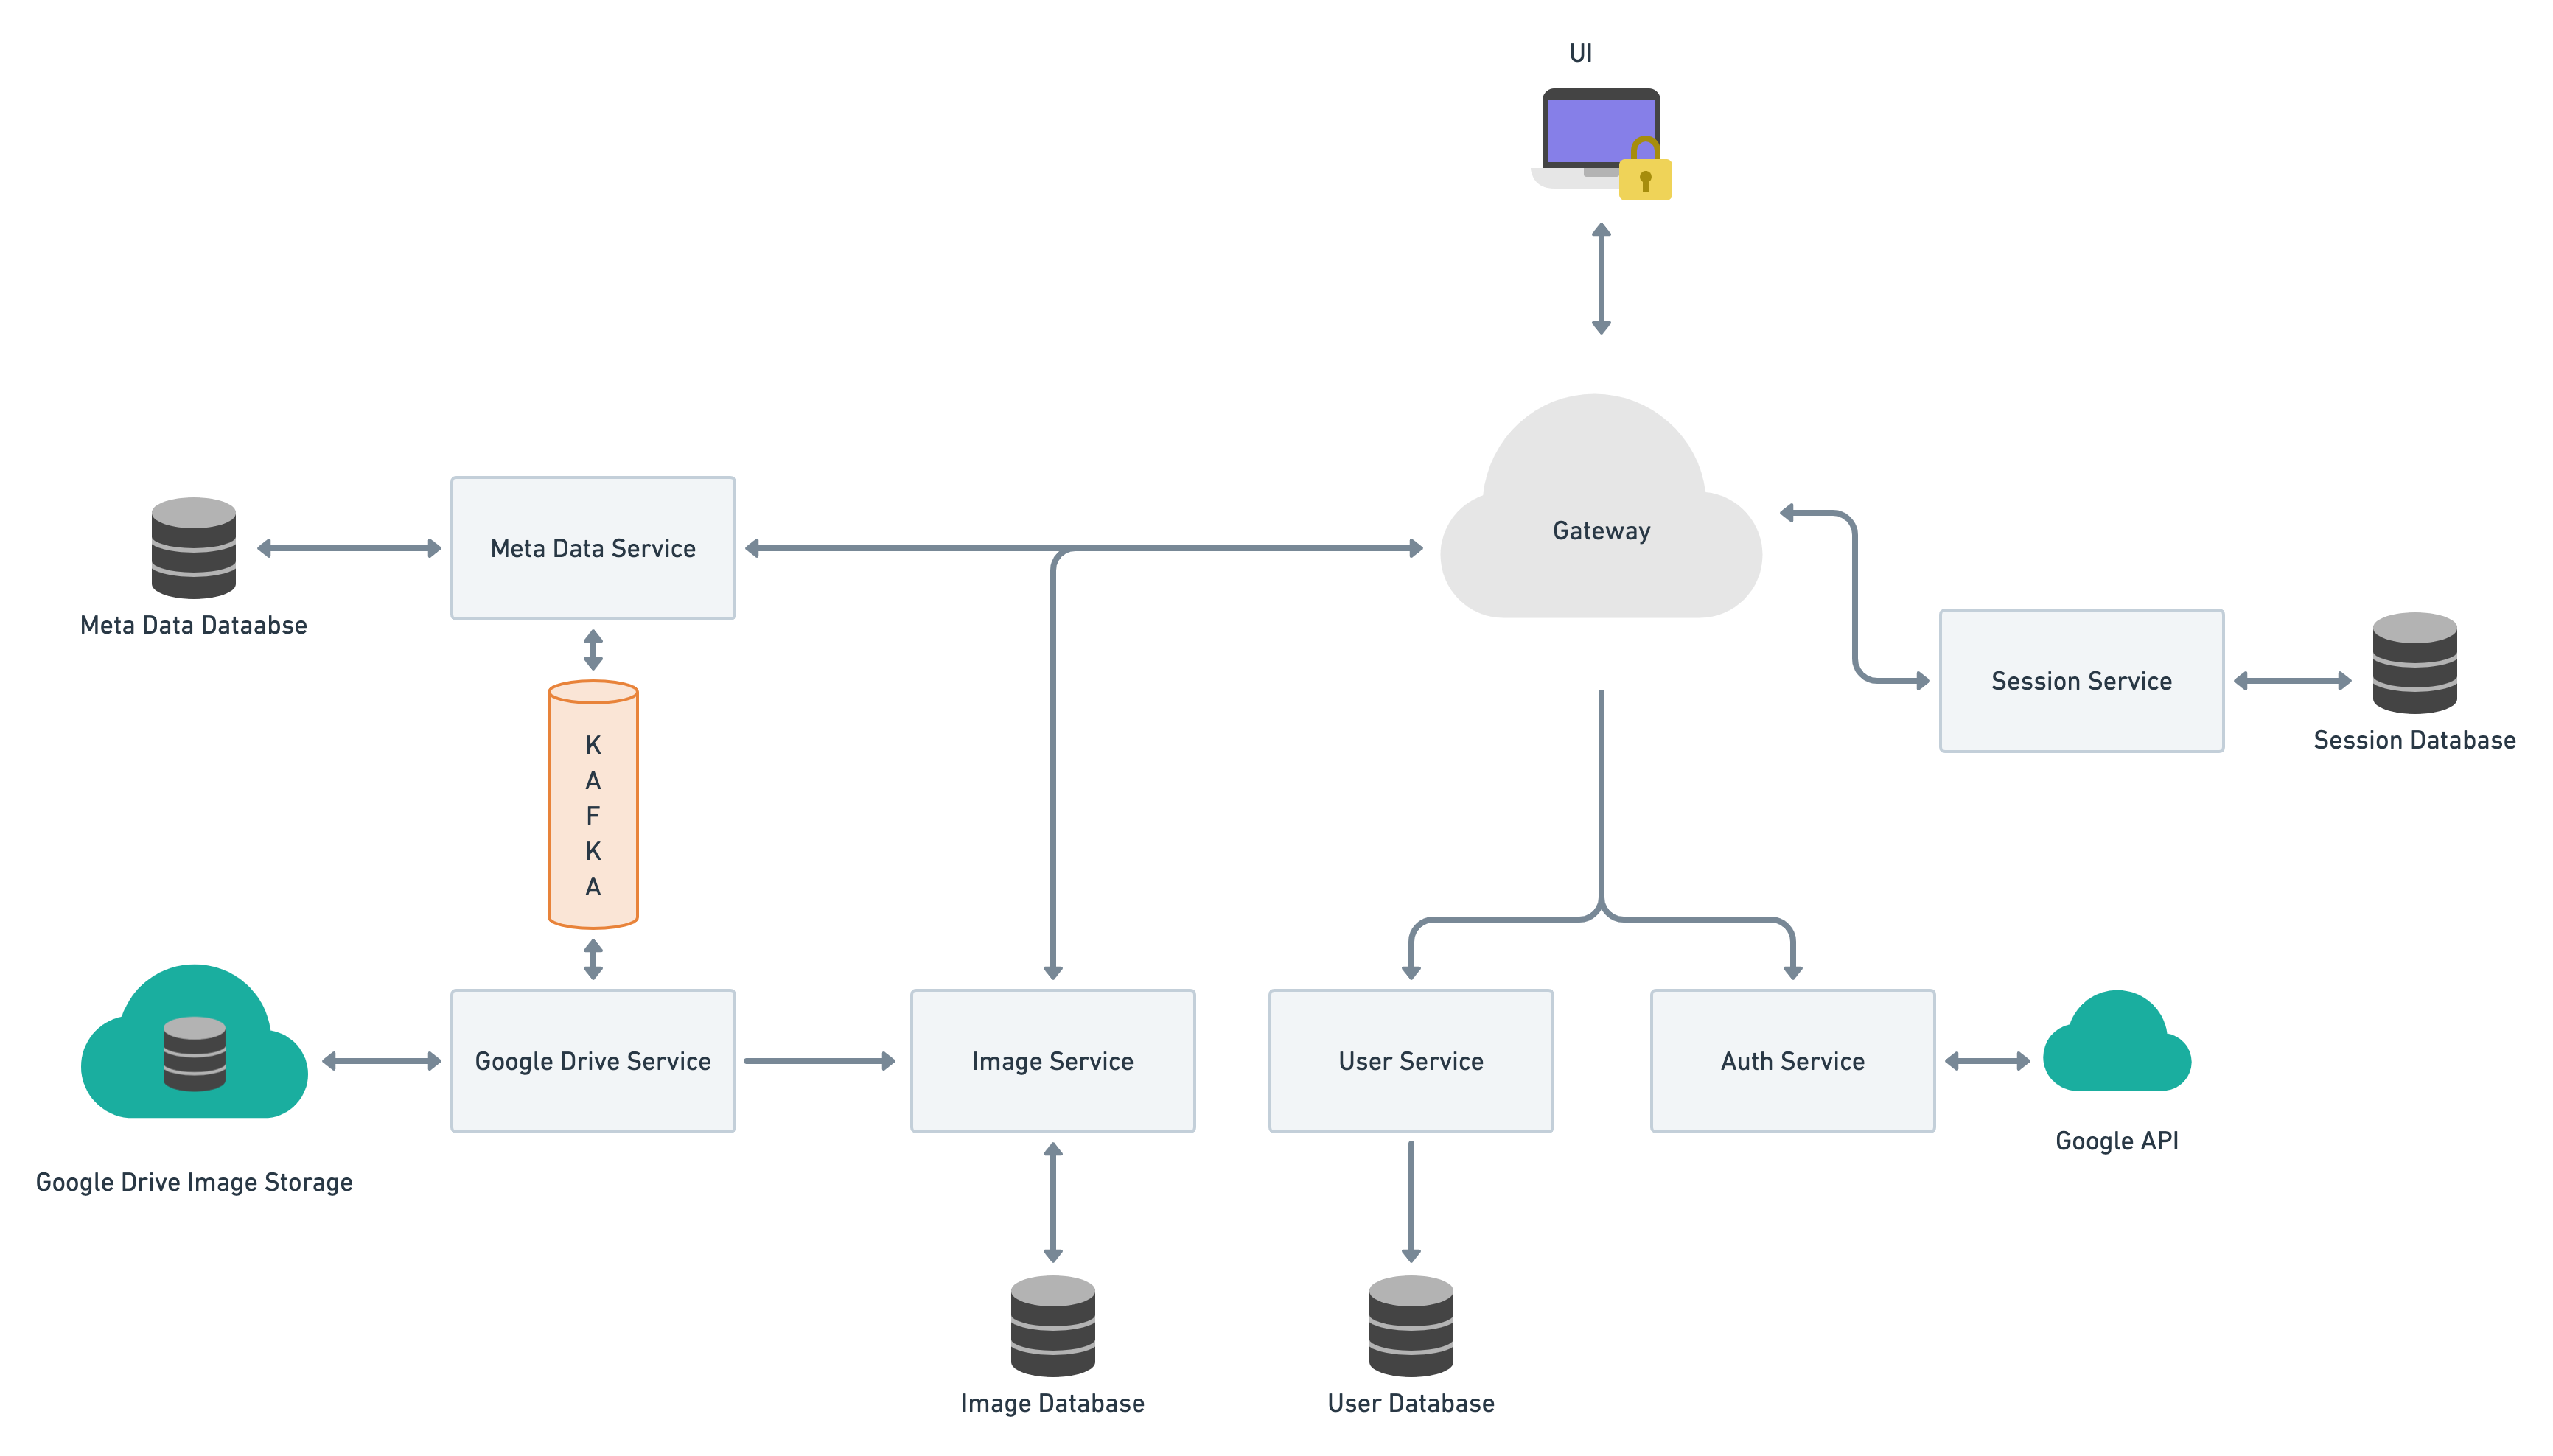 UI
Gateway
Meta Data Service
Meta Data Dataabse
Session Service
Session Database
K
A
F
K
A
Google Drive Service
Image Service
User Service
Auth Service
Google API
Google Drive Image Storage
Image Database
User Database